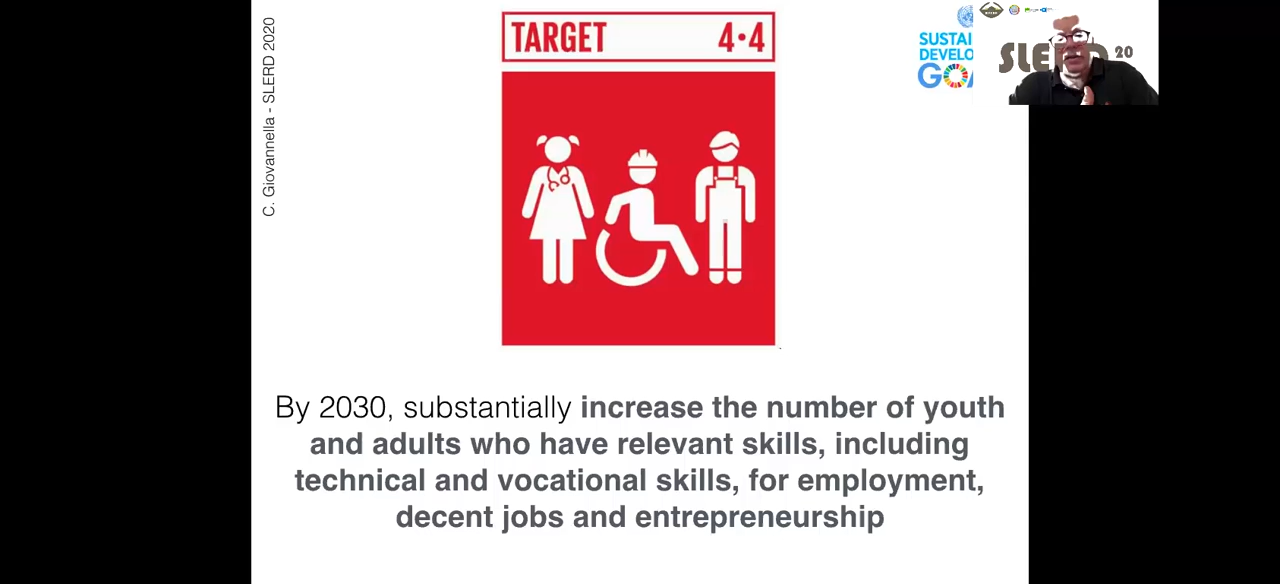 C. Giovannella - SLERD 2020
TARGET 4•4
SUSTAI
DEVELO
GO
SLERD 20
By 2030, substantially increase the number of youth
and adults who have relevant skills, including
technical and vocational skills, for employment,
decent jobs and entrepreneurship